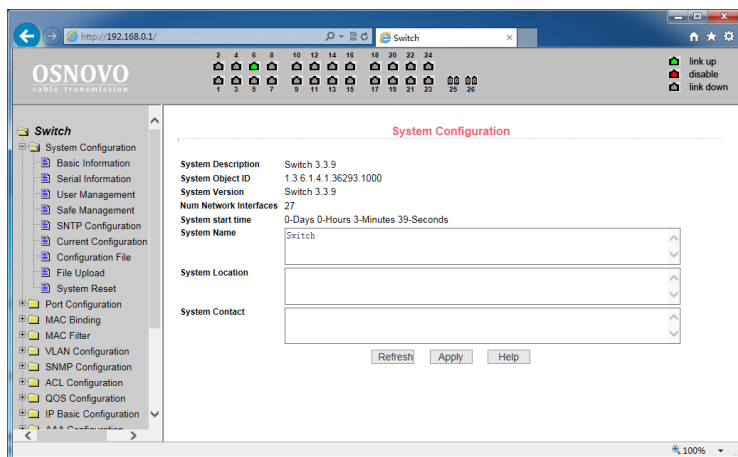 http://192.168.0.1/
Switch
OSNOVO
cable transmission
2 4 6 8 10 12 14 16 18 20 22 24
1 3 5 7 9 11 13 15 17 19 21 23 25 26
link up
disable
link down
Switch
System Configuration
Basic Information
Serial Information
User Management
Safe Management
SNTP Configuration
Current Configuration
Configuration File
File Upload
System Reset
Port Configuration
MAC Binding
MAC Filter
VLAN Configuration
SNMP Configuration
ACL Configuration
QOS Configuration
IP Basic Configuration
AAA Configuration
System Configuration
System Description Switch 3.3.9
System Object ID 1.3.6.1.4.1.36293.1000
System Version Switch 3.3.9
Num Network Interfaces 27
System start time 0-Days 0-Hours 3-Minutes 39-Seconds
System Name Switch
System Location
System Contact
Refresh Apply Help
100%